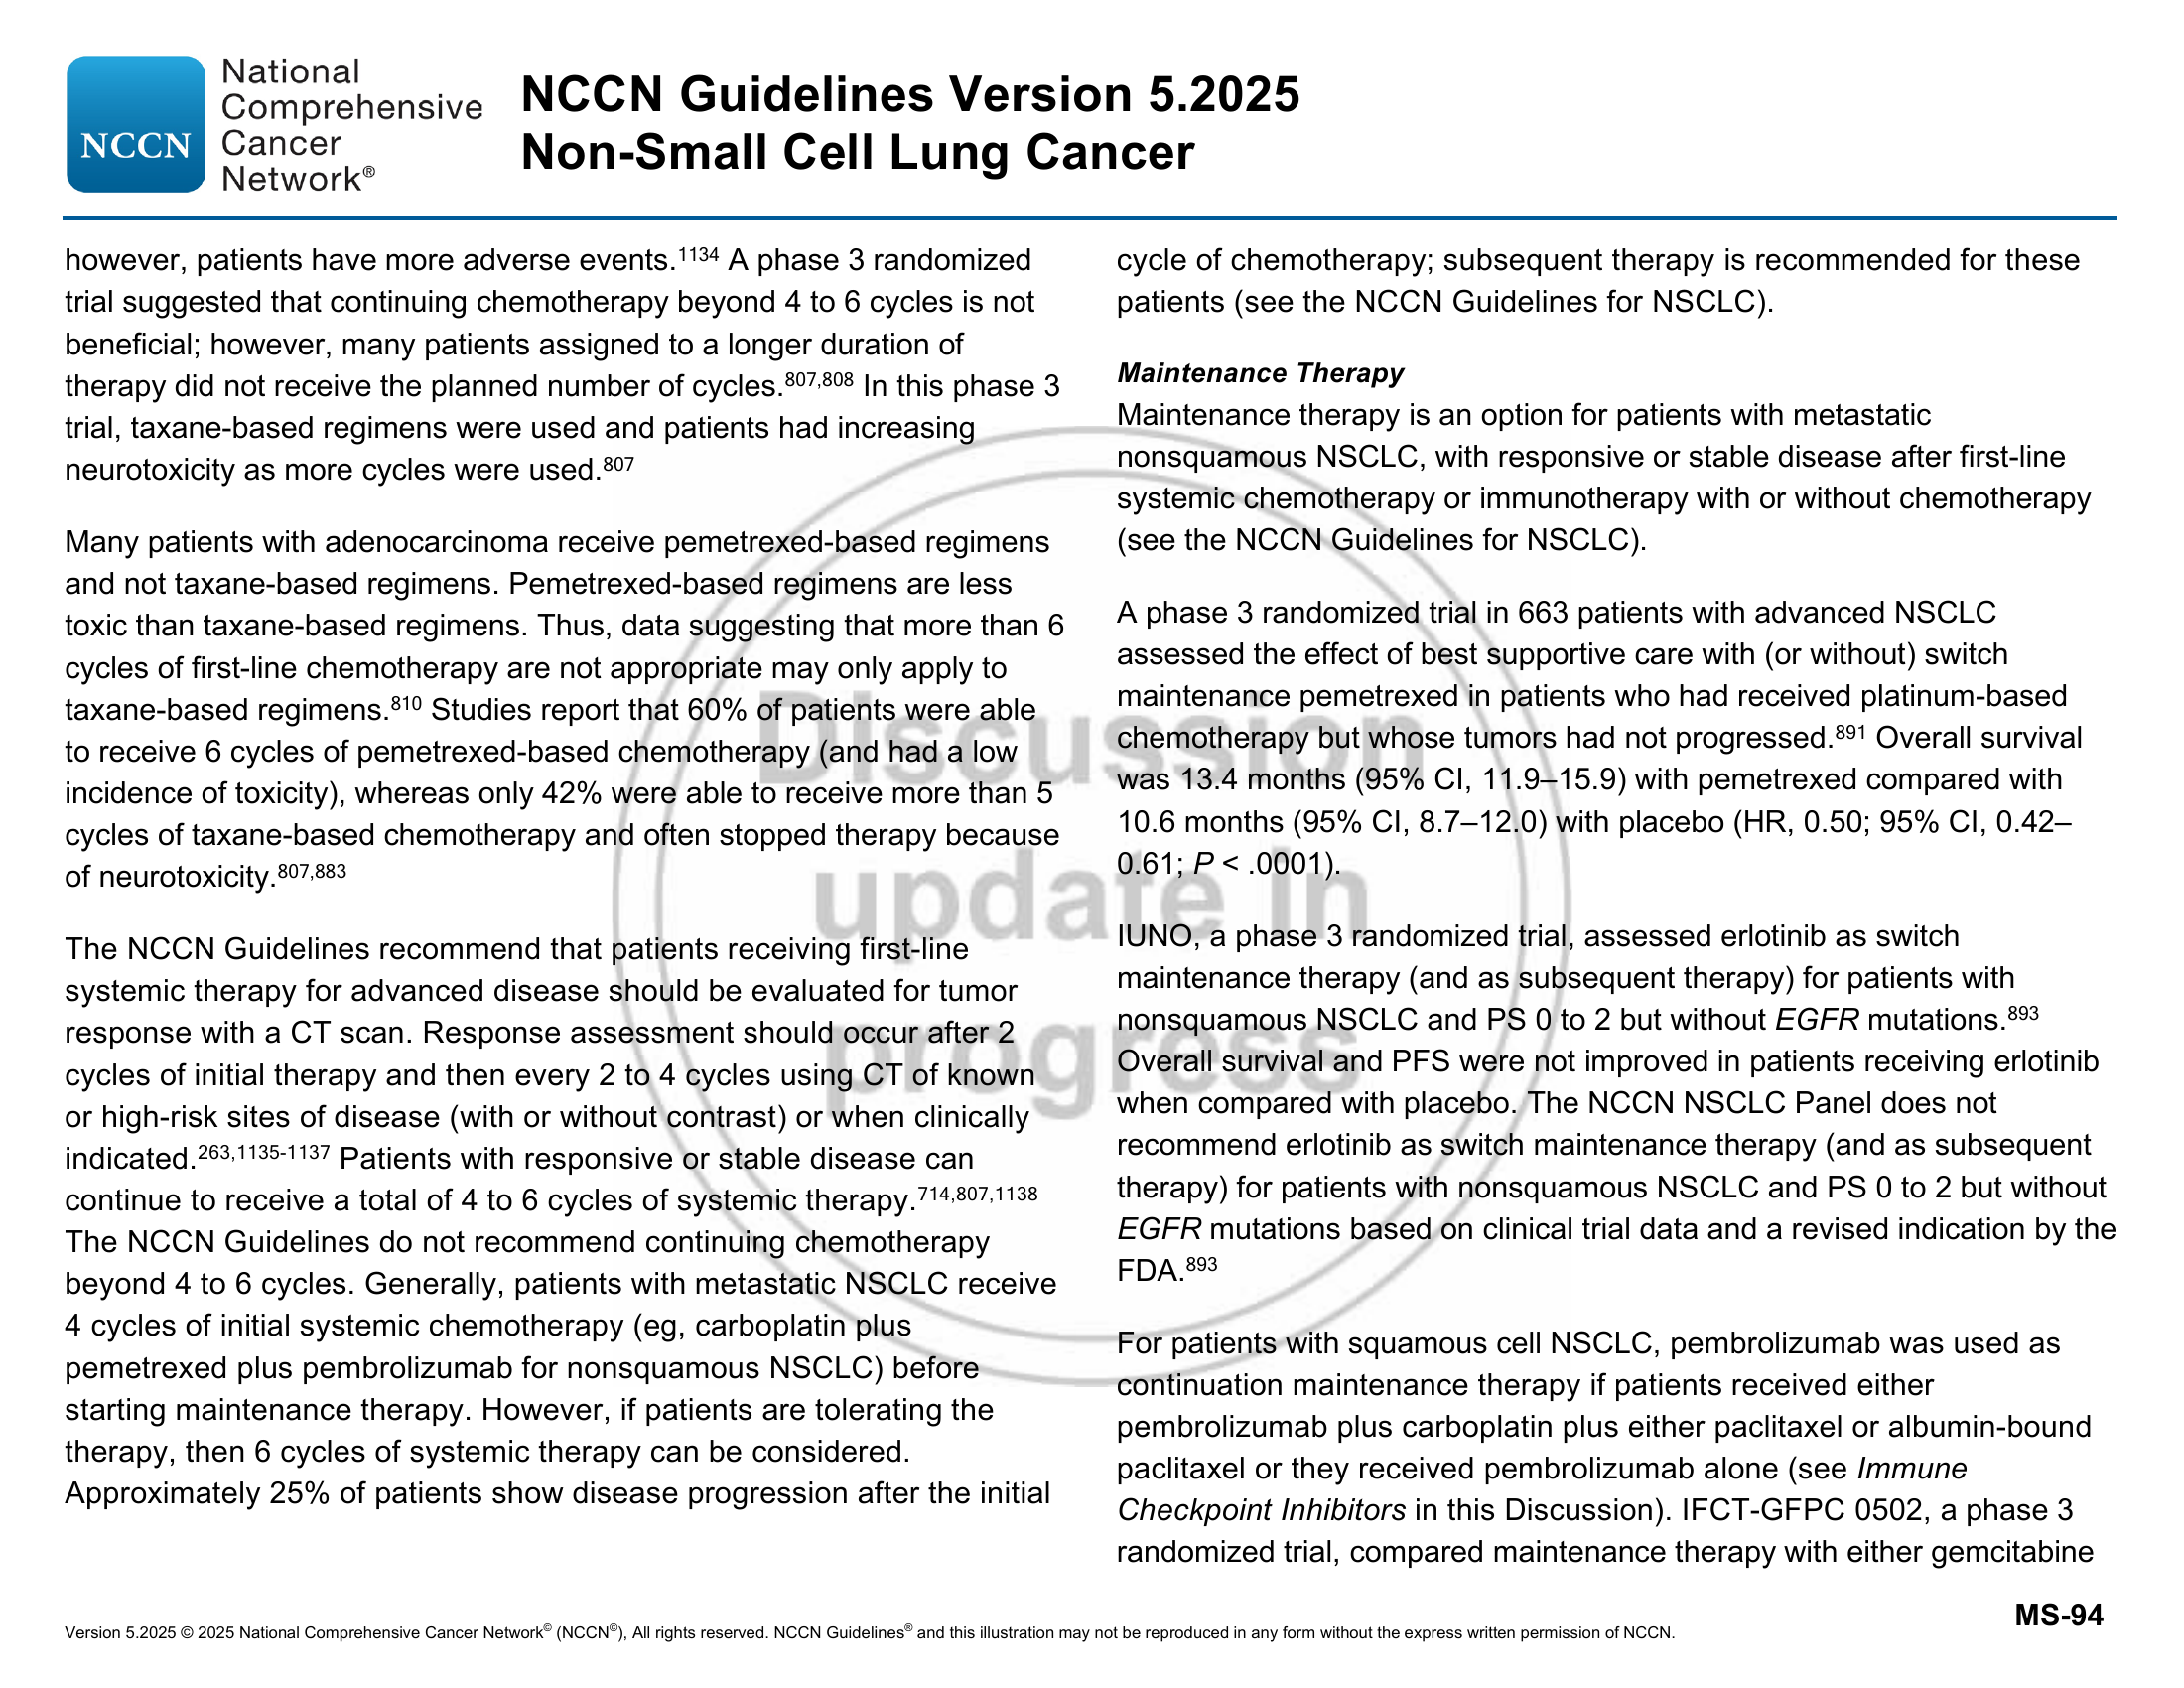 NCCN
National
Comprehensive
Cancer
Network®
NCCN Guidelines Version 5.2025
Non-Small Cell Lung Cancer
however, patients have more adverse events.1134 A phase 3 randomized
trial suggested that continuing chemotherapy beyond 4 to 6 cycles is not
beneficial; however, many patients assigned to a longer duration of
therapy did not receive the planned number of cycles.807,808 In this phase 3
trial, taxane-based regimens were used and patients had increasing
neurotoxicity as more cycles were used.807
Many patients with adenocarcinoma receive pemetrexed-based regimens
and not taxane-based regimens. Pemetrexed-based regimens are less
toxic than taxane-based regimens. Thus, data suggesting that more than 6
cycles of first-line chemotherapy are not appropriate may only apply to
taxane-based regimens.810 Studies report that 60% of patients were able
to receive 6 cycles of pemetrexed-based chemotherapy (and had a low
incidence of toxicity), whereas only 42% were able to receive more than 5
cycles of taxane-based chemotherapy and often stopped therapy because
of neurotoxicity.807,883
The NCCN Guidelines recommend that patients receiving first-line
systemic therapy for advanced disease should be evaluated for tumor
response with a CT scan. Response assessment should occur after 2
cycles of initial therapy and then every 2 to 4 cycles using CT of known
or high-risk sites of disease (with or without contrast) or when clinically
indicated.263,1135-1137 Patients with responsive or stable disease can
continue to receive a total of 4 to 6 cycles of systemic therapy.714,807,1138
The NCCN Guidelines do not recommend continuing chemotherapy
beyond 4 to 6 cycles. Generally, patients with metastatic NSCLC receive
4 cycles of initial systemic chemotherapy (eg, carboplatin plus
pemetrexed plus pembrolizumab for nonsquamous NSCLC) before
starting maintenance therapy. However, if patients are tolerating the
therapy, then 6 cycles of systemic therapy can be considered.
Approximately 25% of patients show disease progression after the initial
cycle of chemotherapy; subsequent therapy is recommended for these
patients (see the NCCN Guidelines for NSCLC).
Maintenance Therapy
Maintenance therapy is an option for patients with metastatic
nonsquamous NSCLC, with responsive or stable disease after first-line
systemic chemotherapy or immunotherapy with or without chemotherapy
(see the NCCN Guidelines for NSCLC).
A phase 3 randomized trial in 663 patients with advanced NSCLC
assessed the effect of best supportive care with (or without) switch
maintenance pemetrexed in patients who had received platinum-based
chemotherapy but whose tumors had not progressed.891 Overall survival
was 13.4 months (95% CI, 11.9–15.9) with pemetrexed compared with
10.6 months (95% CI, 8.7–12.0) with placebo (HR, 0.50; 95% CI, 0.42–
0.61; P < .0001).
IUNO, a phase 3 randomized trial, assessed erlotinib as switch
maintenance therapy (and as subsequent therapy) for patients with
nonsquamous NSCLC and PS 0 to 2 but without EGFR mutations.893
Overall survival and PFS were not improved in patients receiving erlotinib
when compared with placebo. The NCCN NSCLC Panel does not
recommend erlotinib as switch maintenance therapy (and as subsequent
therapy) for patients with nonsquamous NSCLC and PS 0 to 2 but without
EGFR mutations based on clinical trial data and a revised indication by the
FDA.893
For patients with squamous cell NSCLC, pembrolizumab was used as
continuation maintenance therapy if patients received either
pembrolizumab plus carboplatin plus either paclitaxel or albumin-bound
paclitaxel or they received pembrolizumab alone (see Immune
Checkpoint Inhibitors in this Discussion). IFCT-GFPC 0502, a phase 3
randomized trial, compared maintenance therapy with either gemcitabine
Discussion
update in
progress
MS-94
Version 5.2025 © 2025 National Comprehensive Cancer Network© (NCCN©), All rights reserved. NCCN Guidelines® and this illustration may not be reproduced in any form without the express written permission of NCCN.